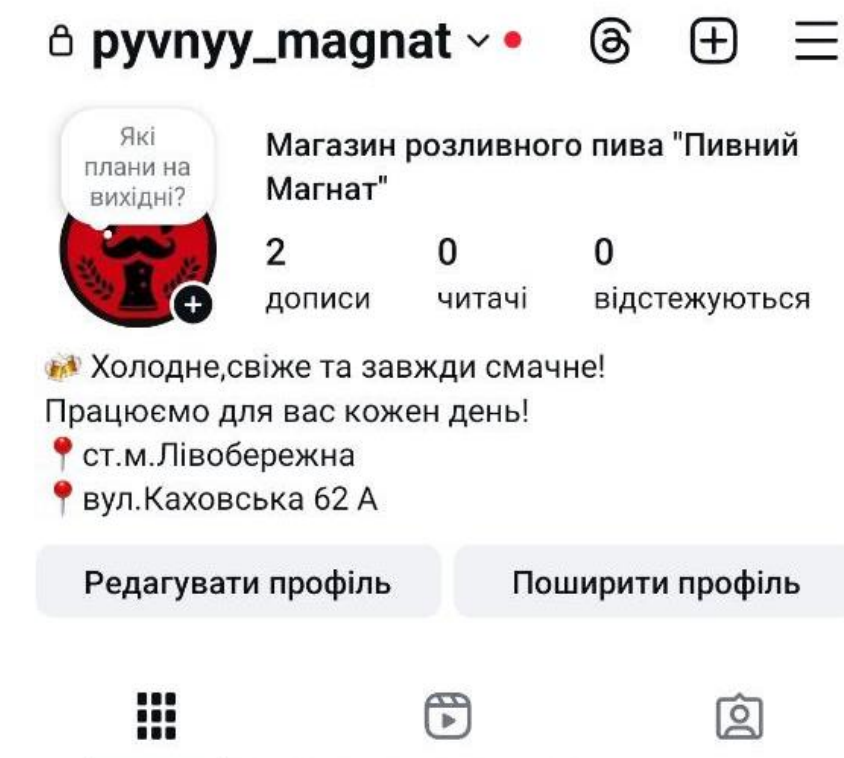 pyvnyy_magnat
Які
плани на
вихідні?
Магазин розливного пива "Пивний
Магнат"
2 0 0
дописи читачі відстежуються
🍻 Холодне,свіже та завжди смачне!
Працюємо для вас кожен день!
📍ст.м.Лівобережна
📍вул.Каховська 62 А
Редагувати профіль Поширити профіль